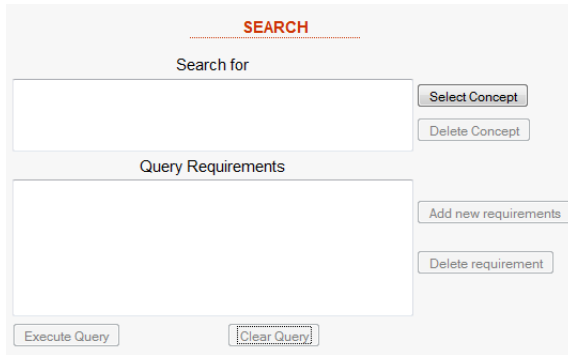 SEARCH
Search for
Select Concept
Delete Concept
Query Requirements
Add new requirements
Delete requirement
Execute Query
Clear Query